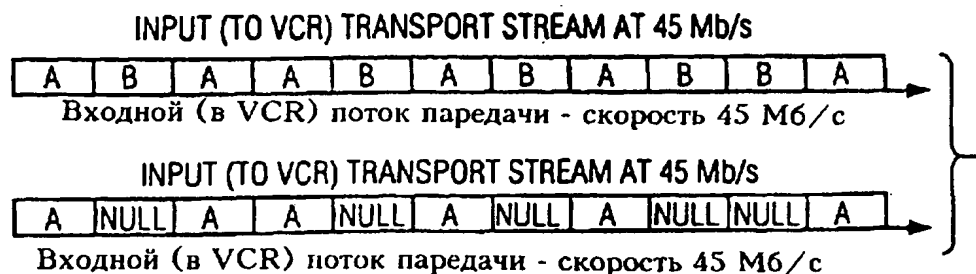 INPUT (TO VCR) TRANSPORT STREAM AT 45 Mb/s
A B A A B A B A B B A
Входной (в VCR) поток паредачи - скорость 45 Мб/с
INPUT (TO VCR) TRANSPORT STREAM AT 45 Mb/s
A NULL A A NULL A NULL A NULL NULL A
Входной (в VCR) поток паредачи - скорость 45 Мб/с